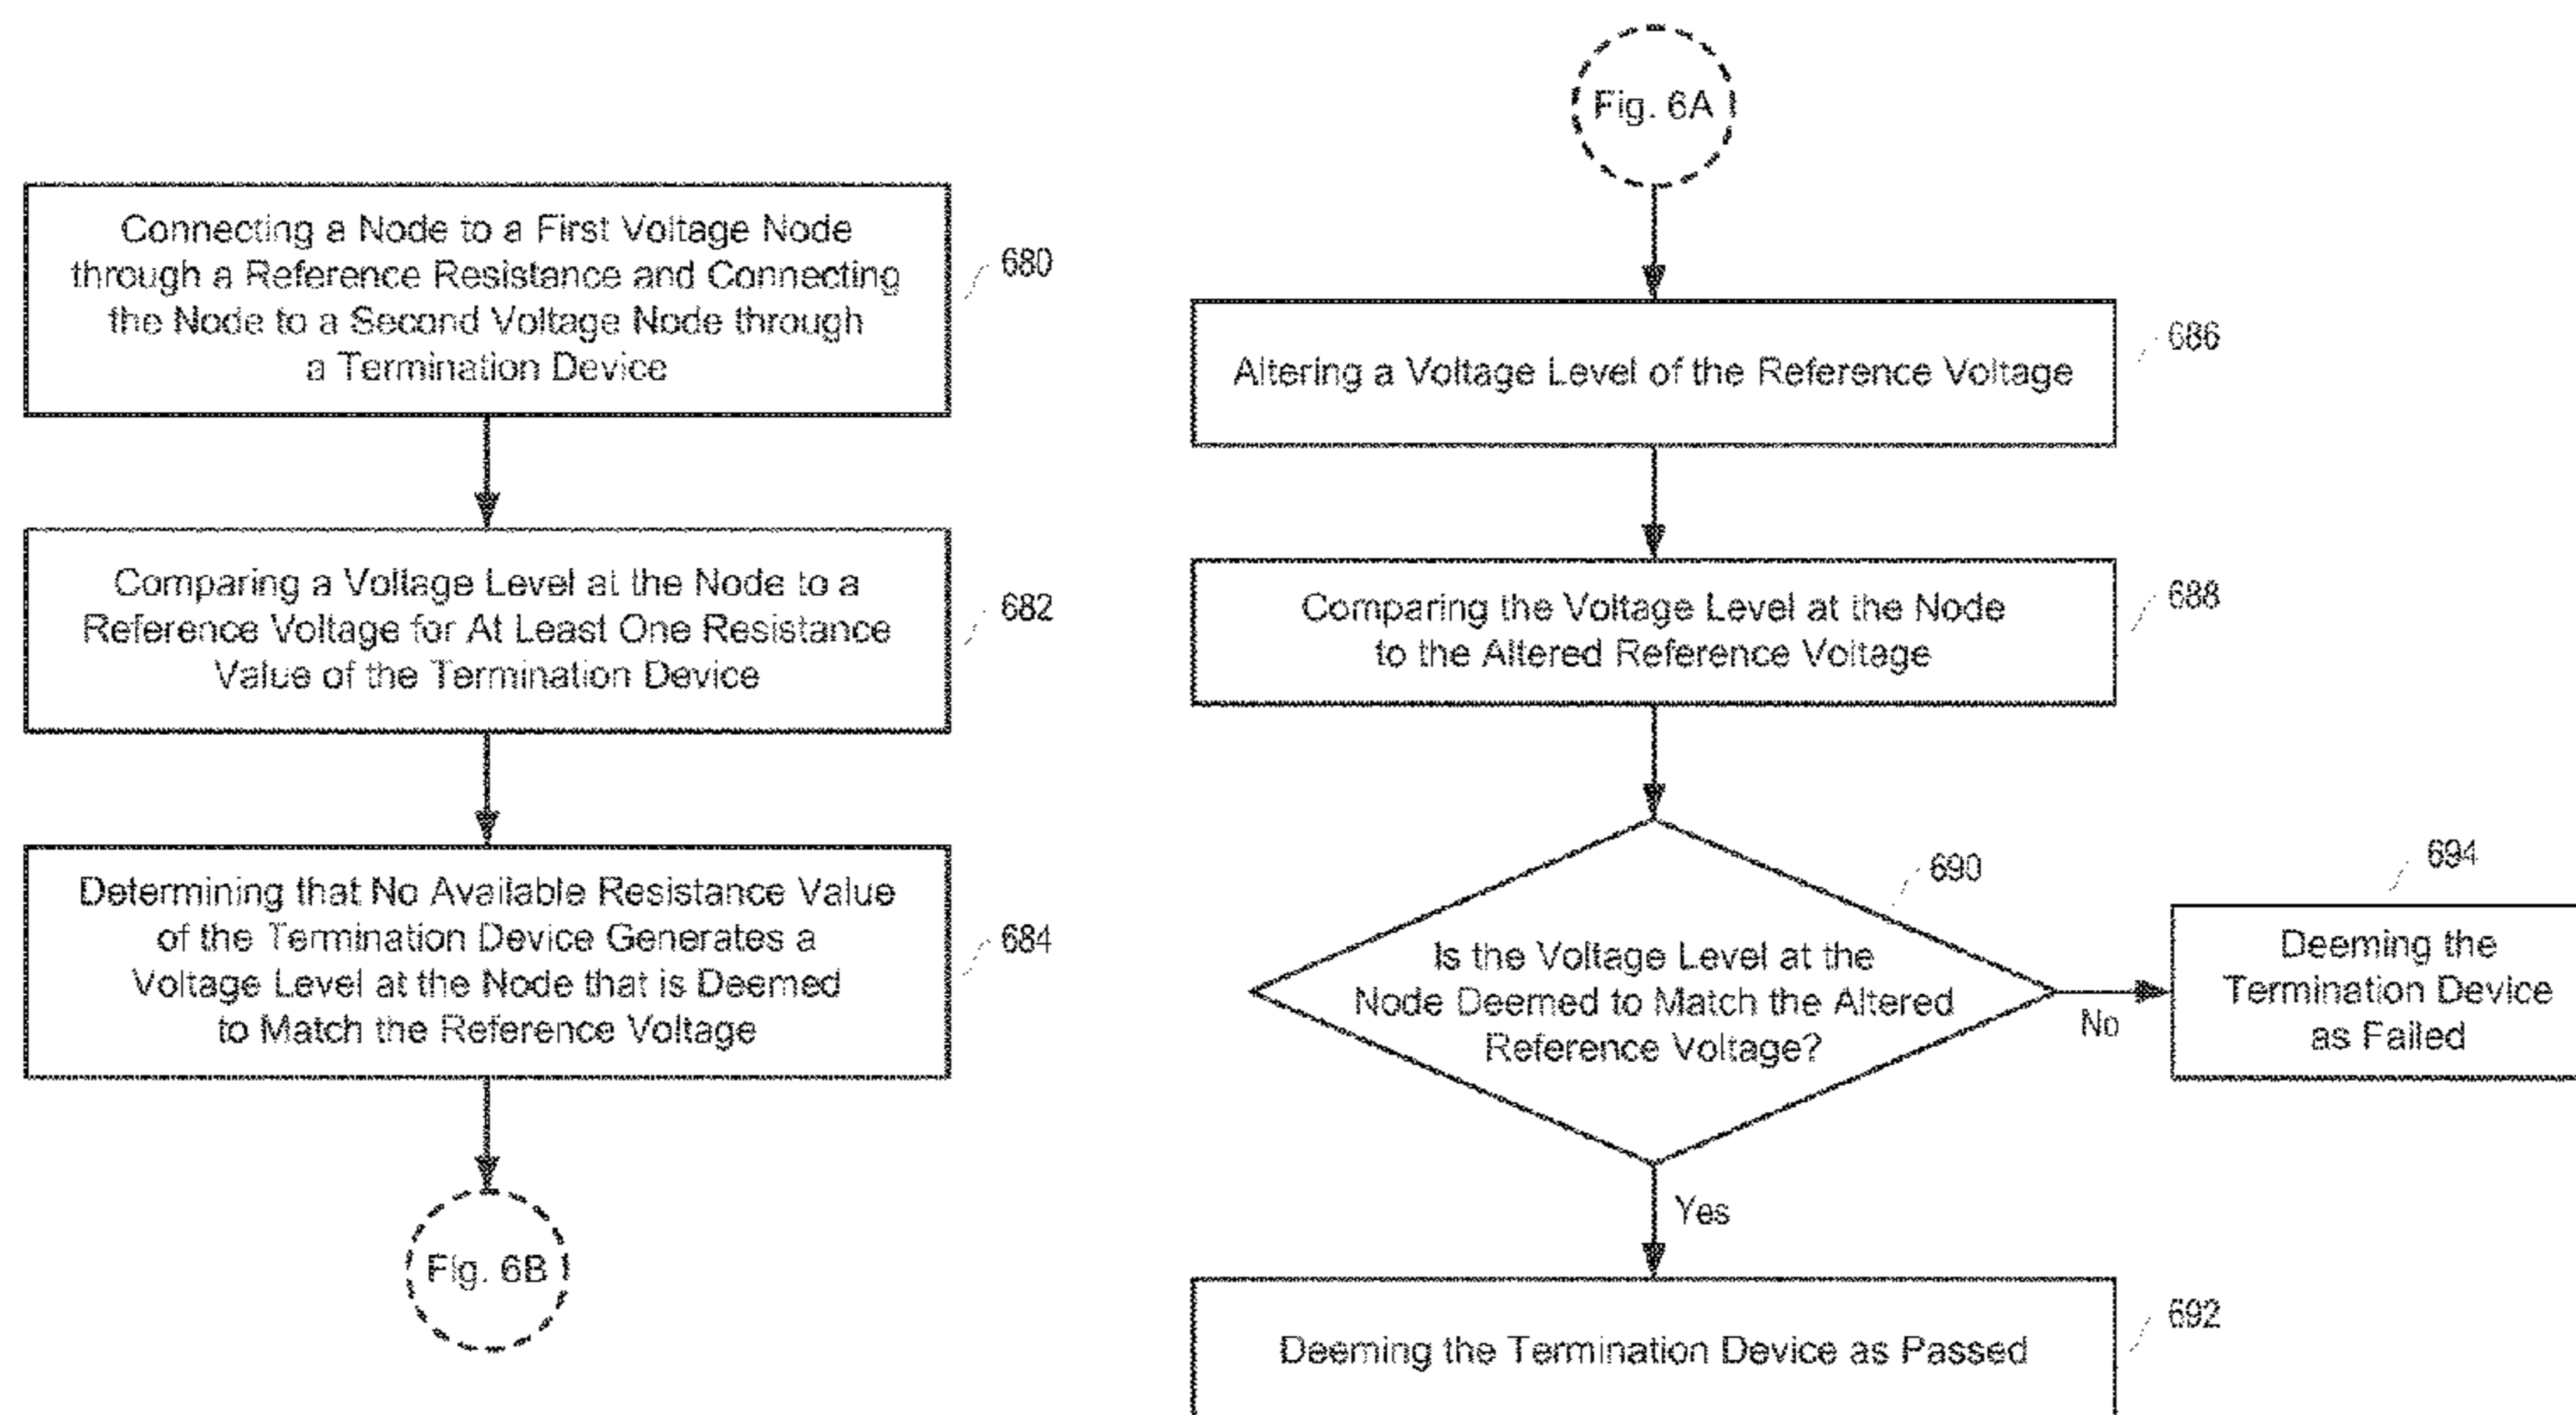 Connecting a Node to a First Voltage Node
through a Reference Resistance and Connecting
the Node to a Second Voltage Node through
a Termination Device
680
Comparing a Voltage Level at the Node to a
Reference Voltage for At Least One Resistance
Value of the Termination Device
682
Determining that No Available Resistance Value
of the Termination Device Generates a
Voltage Level at the Node that is Deemed
to Match the Reference Voltage
684
Fig. 6B
Fig. 6A
Altering a Voltage Level of the Reference Voltage
686
Comparing the Voltage Level at the Node
to the Altered Reference Voltage
688
Is the Voltage Level at the
Node Deemed to Match the Altered
Reference Voltage?
690
No
Deeming the
Termination Device
as Failed
694
Yes
Deeming the Termination Device as Passed
692